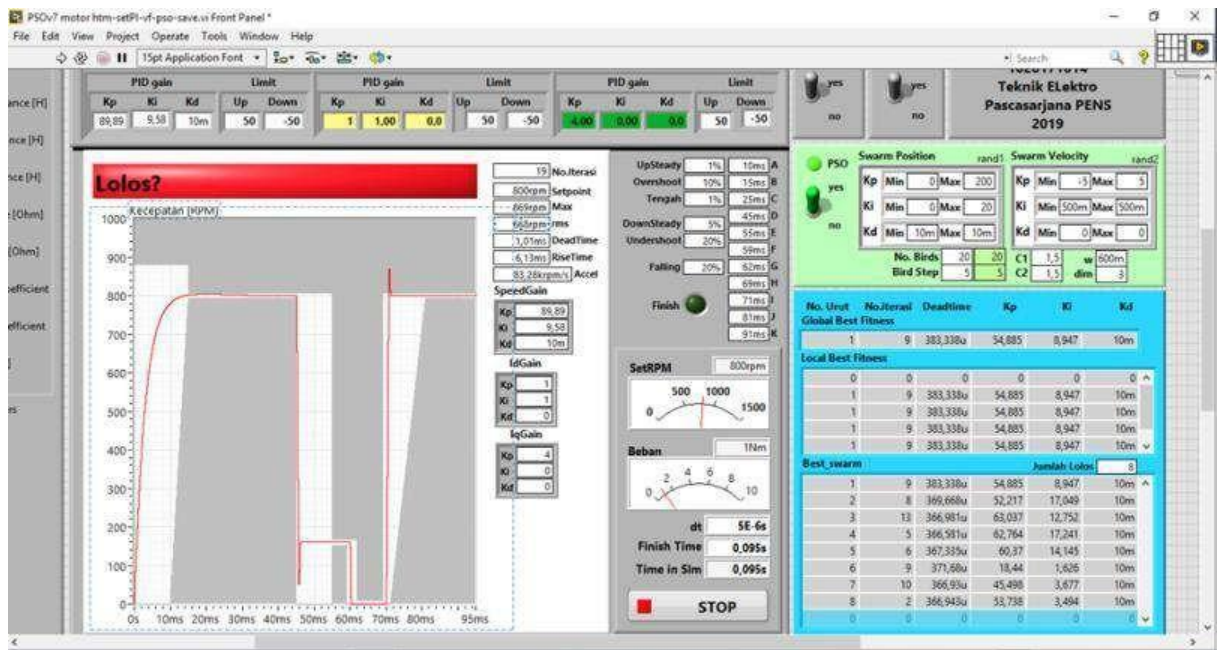 PSOv7 motor htm-setPI-vf-pso-save.vi Front Panel *
File Edit View Project Operate Tools Window Help
15pt Application Font
Search
PID gain Limit PID gain Limit PID gain Limit
Kp Ki Kd Up Down Kp Ki Kd Up Down Kp Ki Kd Up Down
89,89 9,58 10m 50 -50 1 1,00 0,0 50 -50 4,00 0,00 0,0 50 -50
yes
no
yes
no
Teknik ELektro
Pascasarjana PENS
2019
ance [H]
nce [H]
nce [H]
[Ohm]
[Ohm]
efficient
efficient
Lolos?
Kecepatan (RPM)
1000
900
800
700
600
500
400
300
200
100
0
0s 10ms 20ms 30ms 40ms 50ms 60ms 70ms 80ms 95ms
19 No.Iterasi
800rpm Setpoint
869rpm Max
668rpm rms
1,01ms DeadTime
6,13ms RiseTime
83,28krpm/s Accel
SpeedGain
Kp 89,89
Ki 9,58
Kd 10m
IdGain
Kp 1
Ki 1
Kd 0
IqGain
Kp 4
Ki 0
Kd 0
UpSteady 1%
Overshoot 10%
Tengah 1%
DownSteady 5%
Undershoot 20%
Falling 20%
Finish
10ms A
15ms B
25ms C
45ms D
55ms E
59ms F
62ms G
69ms H
71ms I
81ms J
91ms K
SetRPM 800rpm
0 500 1000 1500
Beban 1Nm
0 2 4 6 8 10
dt 5E-6s
Finish Time 0,095s
Time in SIm 0,095s
STOP
PSO
yes
no
Swarm Position rand1 Swarm Velocity rand2
Kp Min 0 Max 200 Kp Min -5 Max 5
Ki Min 0 Max 20 Ki Min 500m Max 500m
Kd Min 10m Max 10m Kd Min 0 Max 0
No. Birds 20 20 C1 1,5 w 600m
Bird Step 5 5 C2 1,5 dim 3
No. Urut No.Iterasi Deadtime Kp Ki Kd
Global Best Fitness
1 9 383,338u 54,885 8,947 10m
Local Best Fitness
0 0 0 0 0 0
1 9 383,338u 54,885 8,947 10m
1 9 383,338u 54,885 8,947 10m
1 9 383,338u 54,885 8,947 10m
1 9 383,338u 54,885 8,947 10m
Best_swarm Jumlah Lolos 8
1 9 383,338u 54,885 8,947 10m
2 8 369,668u 52,217 17,049 10m
3 13 366,981u 63,037 12,752 10m
4 5 366,581u 62,764 17,241 10m
5 6 367,335u 60,37 14,145 10m
6 9 371,68u 18,44 1,626 10m
7 10 366,93u 45,498 3,677 10m
8 2 366,943u 53,738 3,494 10m
0 0 0 0 0 0